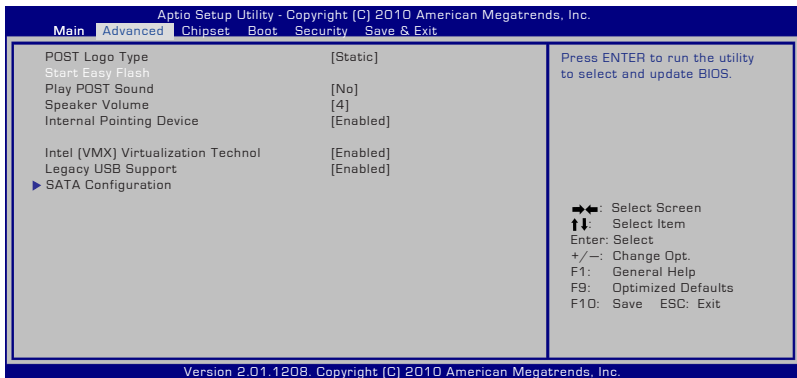 Aptio Setup Utility - Copyright (C) 2010 American Megatrends, Inc.
Main Advanced Chipset Boot Security Save & Exit
POST Logo Type [Static]
Start Easy Flash
Play POST Sound [No]
Speaker Volume [4]
Internal Pointing Device [Enabled]
Intel (VMX) Virtualization Technol [Enabled]
Legacy USB Support [Enabled]
SATA Configuration
Press ENTER to run the utility
to select and update BIOS.
→←: Select Screen
↑↓: Select Item
Enter: Select
+/—: Change Opt.
F1: General Help
F9: Optimized Defaults
F10: Save ESC: Exit
Version 2.01.1208. Copyright (C) 2010 American Megatrends, Inc.